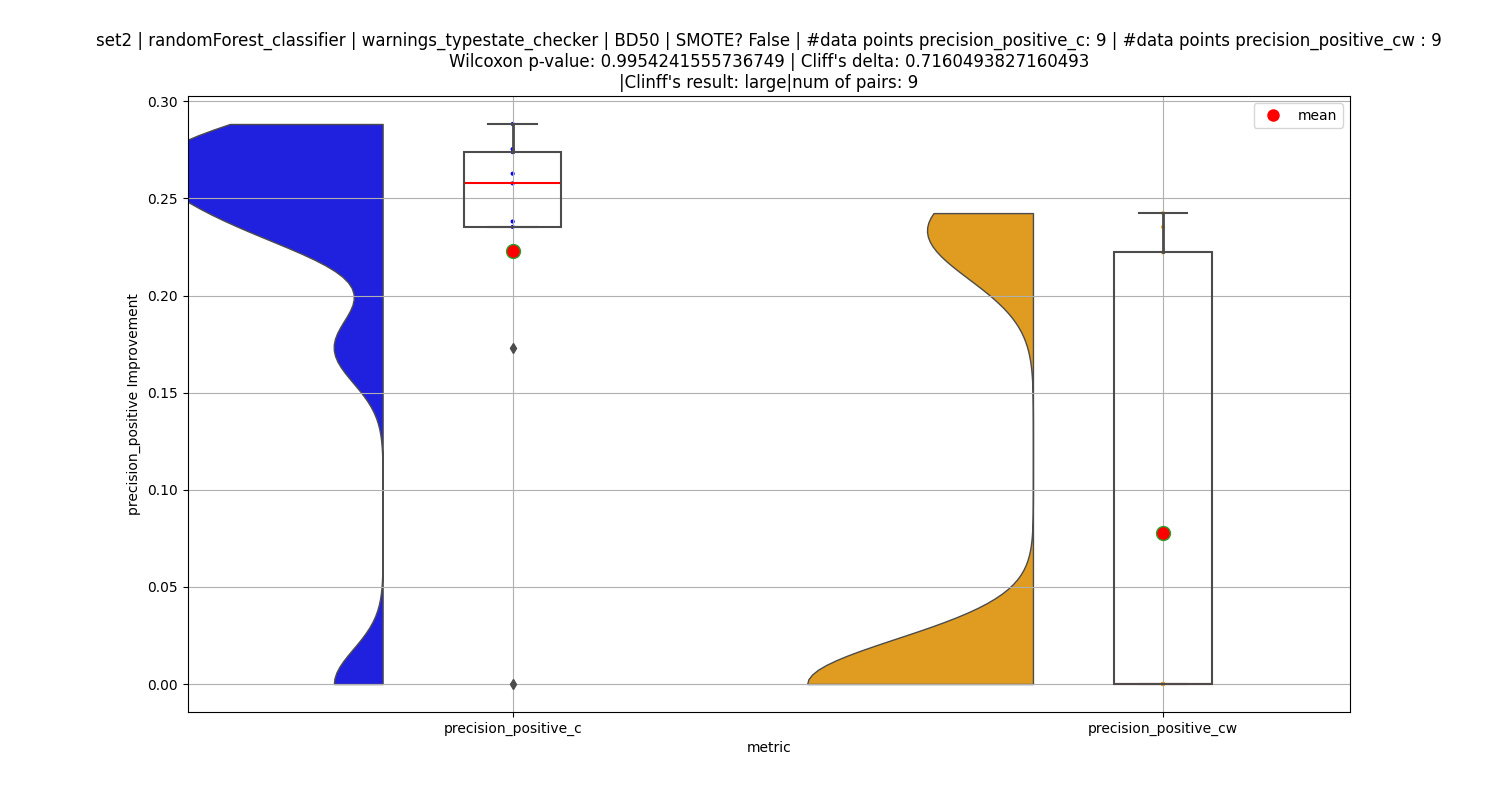 set2 | randomForest_classifier | warnings_typestate_checker | BD50 | SMOTE? False | #data points precision_positive_c: 9 | #data points precision_positive_cw : 9
Wilcoxon p-value: 0.9954241555736749 | Cliff's delta: 0.7160493827160493
|Clinff's result: large|num of pairs: 9
mean
0.30
0.25
0.20
0.15
0.10
0.05
0.00
precision_positive Improvement
precision_positive_c
precision_positive_cw
metric